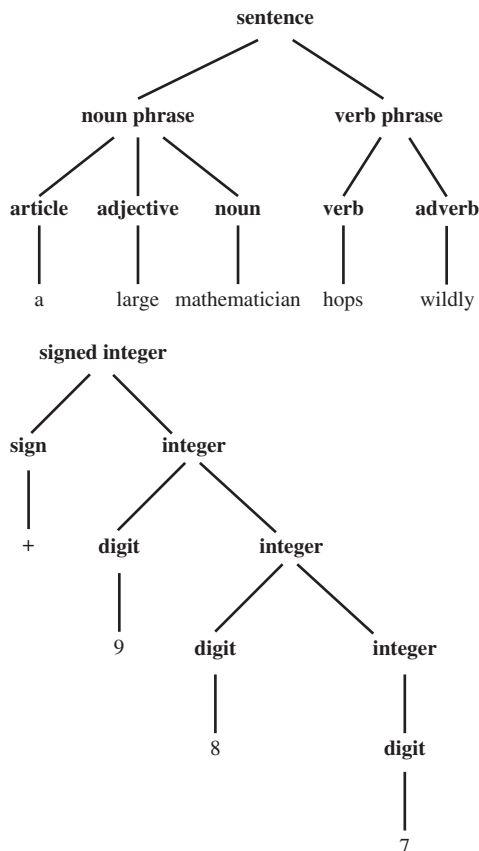 sentence
noun phrase verb phrase
article adjective noun verb adverb
a large mathematician hops wildly
signed integer
sign integer
+ digit integer
9 digit integer
8 digit
7